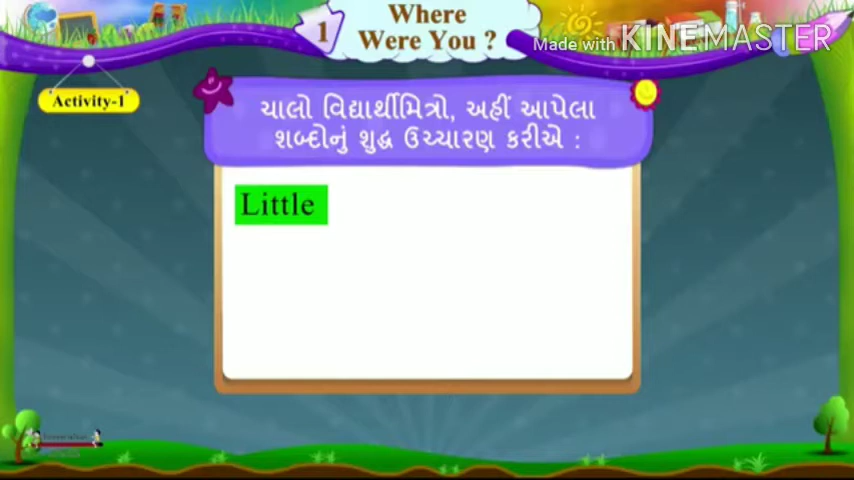 1
Where
Were You ?
Made with KINEMASTER
Activity-1
ચાલો વિદ્યાર્થીમિત્રો, અહીં આપેલા
શબ્દોનું શુદ્ધ ઉચ્ચારણ કરીએ :
Little